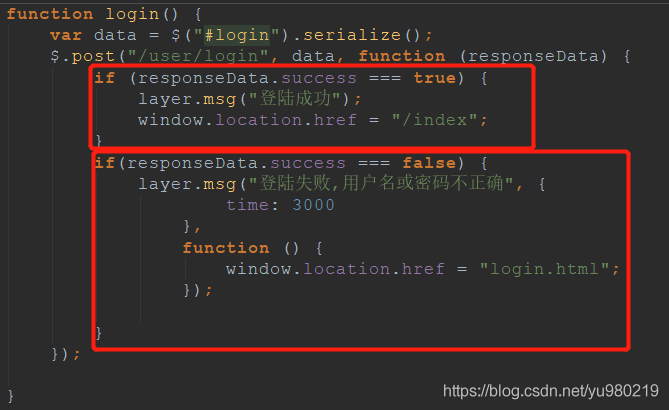 function login() {
    var data = $("#login").serialize();
    $.post("/user/login", data, function (responseData) {
        if (responseData.success === true) {
            layer.msg("登陆成功");
            window.location.href = "/index";
        }
        if(responseData.success === false) {
            layer.msg("登陆失败,用户名或密码不正确", {
                    time: 3000
                },
                function () {
                    window.location.href = "login.html";
                });
        }
    });
}
https://blog.csdn.net/yu980219